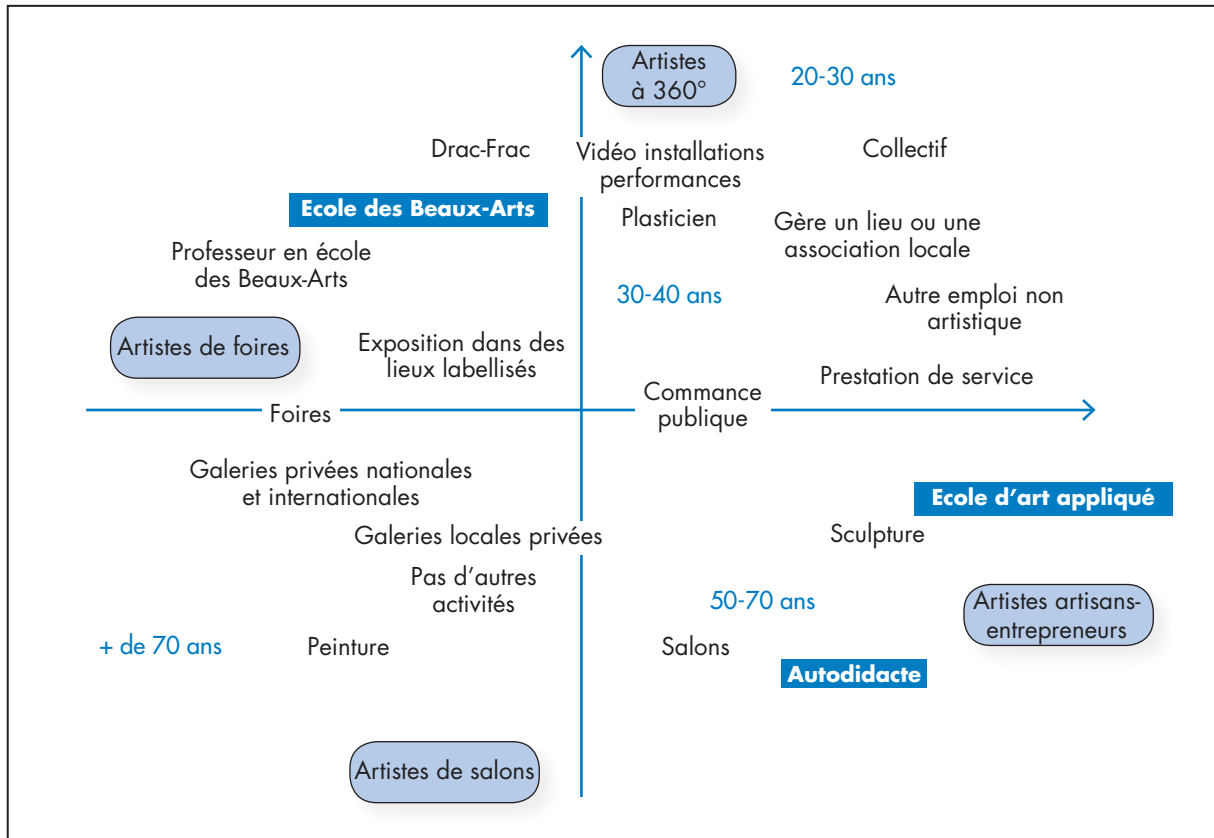 Artistes
à 360°
20-30 ans
Drac-Frac
Vidéo installations
performances
Collectif
Ecole des Beaux-Arts
Plasticien
Gère un lieu ou une
association locale
Professeur en école
des Beaux-Arts
30-40 ans
Autre emploi non
artistique
Artistes de foires
Exposition dans des
lieux labellisés
Prestation de service
Foires
Commance
publique
Galeries privées nationales
et internationales
Ecole d'art appliqué
Galeries locales privées
Sculpture
Pas d'autres
activités
50-70 ans
Artistes artisans-
entrepreneurs
+ de 70 ans
Peinture
Salons
Autodidacte
Artistes de salons